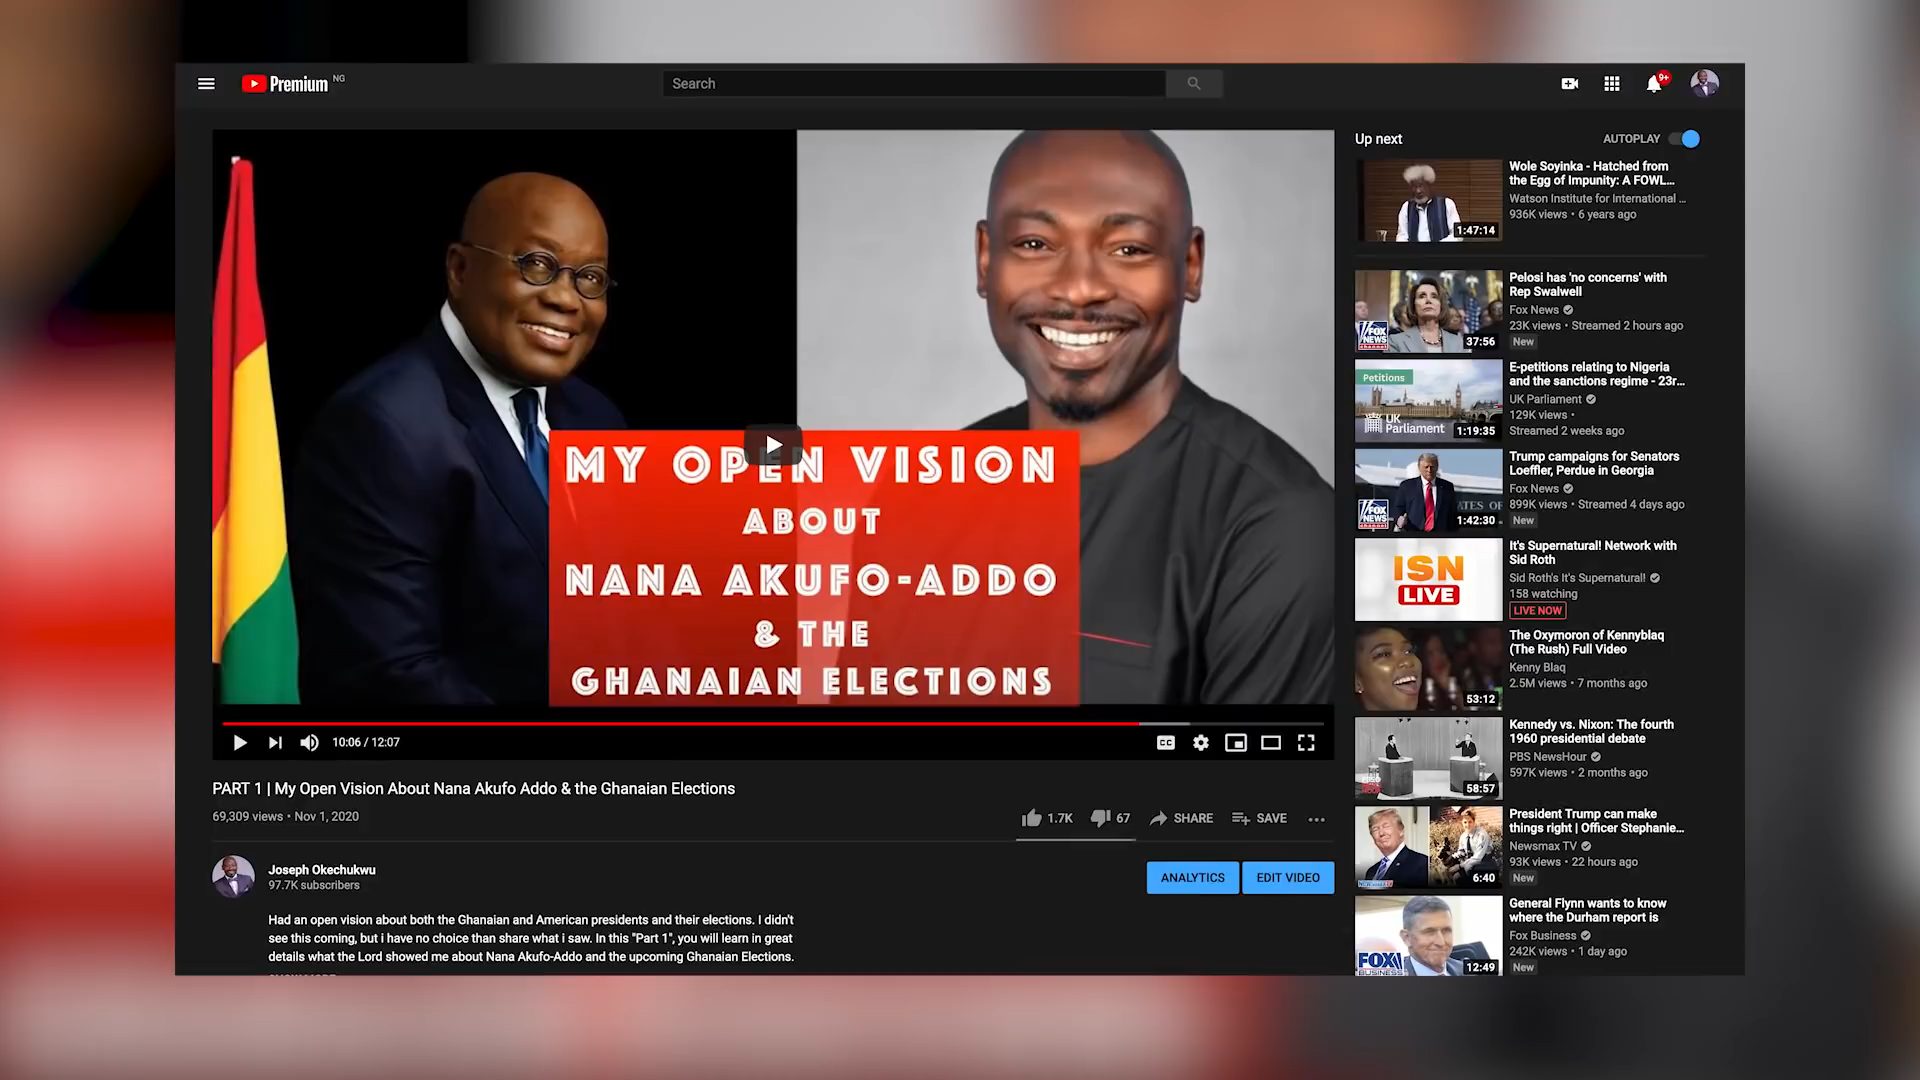 Premium NG
Search
9+
MY OPEN VISION
ABOUT
NANA AKUFO-ADDO
& THE
GHANAIAN ELECTIONS
10:06 / 12:07
CC
PART 1 | My Open Vision About Nana Akufo Addo & the Ghanaian Elections
69,309 views • Nov 1, 2020
1.7K
67
SHARE
SAVE
Joseph Okechukwu
97.7K subscribers
ANALYTICS
EDIT VIDEO
Had an open vision about both the Ghanaian and American presidents and their elections. I didn't
see this coming, but i have no choice than share what i saw. In this "Part 1", you will learn in great
details what the Lord showed me about Nana Akufo-Addo and the upcoming Ghanaian Elections.
Up next
AUTOPLAY
1:47:14
Wole Soyinka - Hatched from
the Egg of Impunity: A FOWL...
Watson Institute for International ...
936K views • 6 years ago
FOX
NEWS
channel
37:56
Pelosi has 'no concerns' with
Rep Swalwell
Fox News
23K views • Streamed 2 hours ago
New
Petitions
UK
Parliament
1:19:35
E-petitions relating to Nigeria
and the sanctions regime - 23r...
UK Parliament
129K views •
Streamed 2 weeks ago
FOX
NEWS
channel
ATES OF
1:42:30
Trump campaigns for Senators
Loeffler, Perdue in Georgia
Fox News
899K views • Streamed 4 days ago
New
ISN
LIVE
It's Supernatural! Network with
Sid Roth
Sid Roth's It's Supernatural!
158 watching
LIVE NOW
53:12
The Oxymoron of Kennyblaq
(The Rush) Full Video
Kenny Blaq
2.5M views • 7 months ago
58:57
Kennedy vs. Nixon: The fourth
1960 presidential debate
PBS NewsHour
597K views • 2 months ago
6:40
President Trump can make
things right | Officer Stephanie...
Newsmax TV
93K views • 22 hours ago
New
FOX
BUSINESS
12:49
General Flynn wants to know
where the Durham report is
Fox Business
242K views • 1 day ago
New